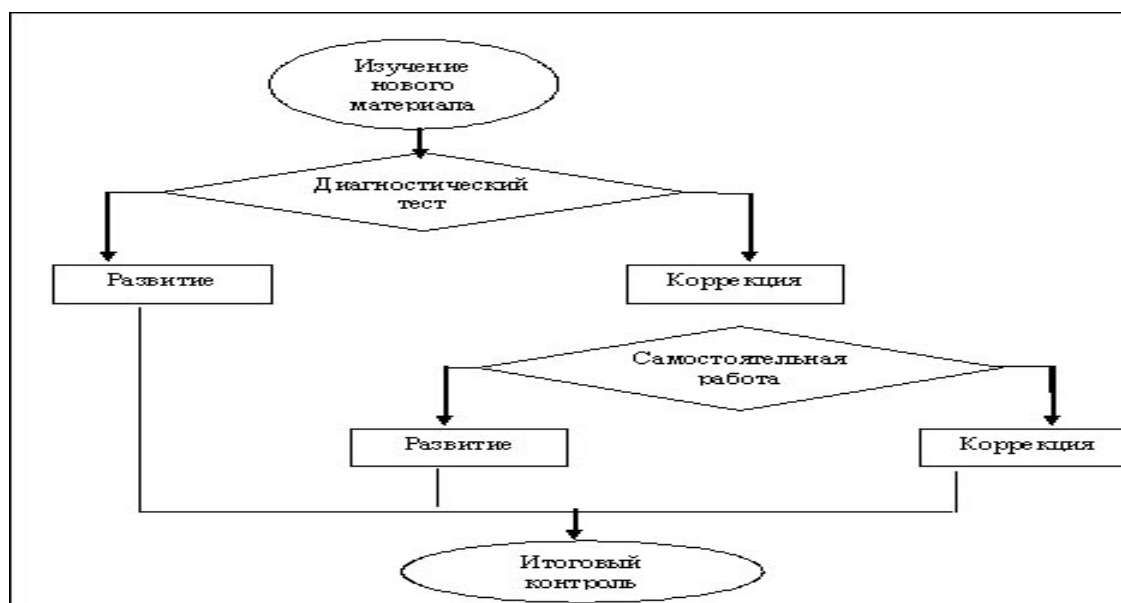 Изучение
нового
материала
Диагностический
тест
Развитие
Коррекция
Самостоятельная
работа
Развитие
Коррекция
Итоговый
контроль